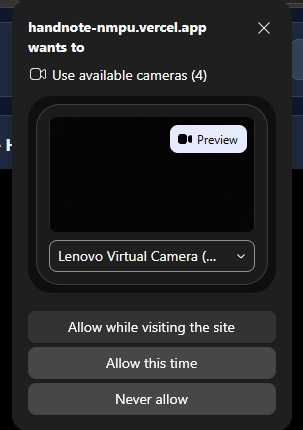 handnote-nmpu.vercel.app
wants to
Use available cameras (4)
Preview
Lenovo Virtual Camera (...
Allow while visiting the site
Allow this time
Never allow